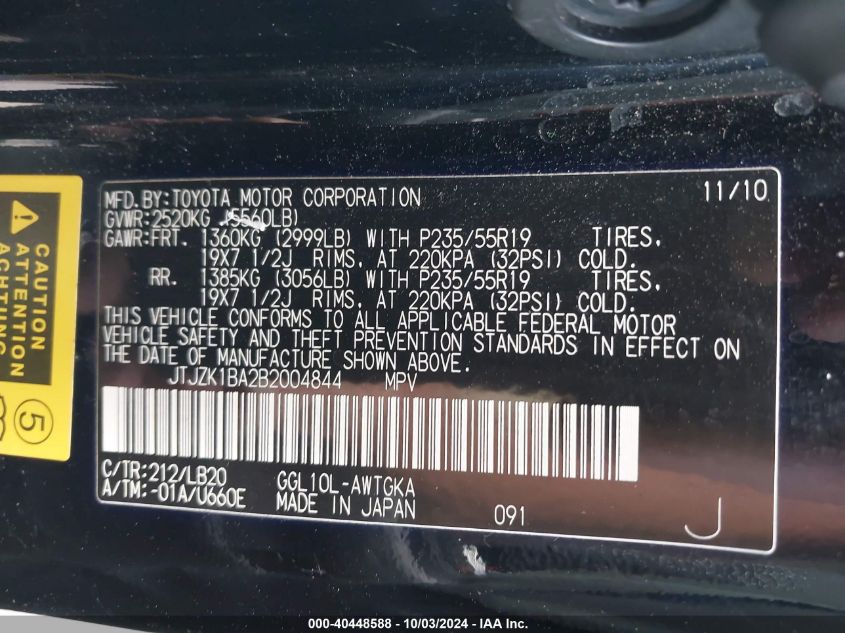 MFD.BY:TOYOTA MOTOR CORPORATION 11/10
GVWR:2520KG (5560LB)
GAWR:FRT. 1360KG (2999LB) WITH P235/55R19 TIRES.
19X7 1/2J RIMS, AT 220KPA (32PSI) COLD.
RR. 1385KG (3056LB) WITH P235/55R19 TIRES.
19X7 1/2J RIMS, AT 220KPA (32PSI) COLD.
THIS VEHICLE CONFORMS TO ALL APPLICABLE FEDERAL MOTOR
VEHICLE SAFETY AND THEFT PREVENTION STANDARDS IN EFFECT ON
THE DATE OF MANUFACTURE SHOWN ABOVE.
JTJZK1BA2B2004844 MPV
C/TR:212/LB20 GGL10L-AWTGKA
A/TM:-01A/U660E MADE IN JAPAN 091 J
CAUTION
ATTENTION
ACHTUNG
5
000-40448588 - 10/03/2024 - IAA Inc.